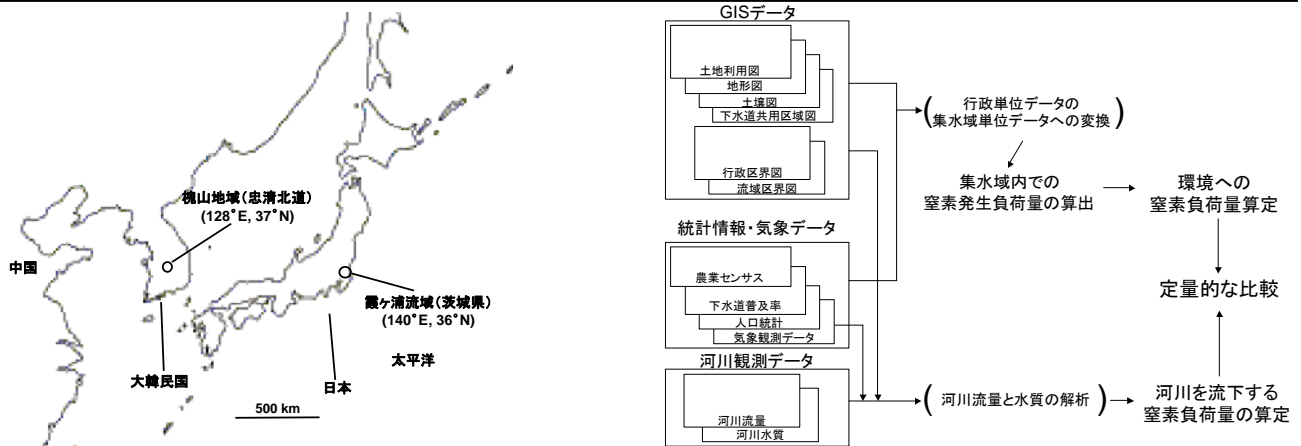 槐山地域(忠清北道)
(128˚E, 37˚N)
中国
霞ヶ浦流域(茨城県)
(140˚E, 36˚N)
太平洋
大韓民国
日本
500 km
GISデータ
土地利用図
地形図
土壌図
下水道共用区域図
行政区界図
流域区界図
統計情報・気象データ
農業センサス
下水道普及率
人口統計
気象観測データ
河川観測データ
河川流量
河川水質
(行政単位データの
集水域単位データへの変換)
集水域内での
窒素発生負荷量の算出
環境への
窒素負荷量算定
定量的な比較
(河川流量と水質の解析)
河川を流下する
窒素負荷量の算定